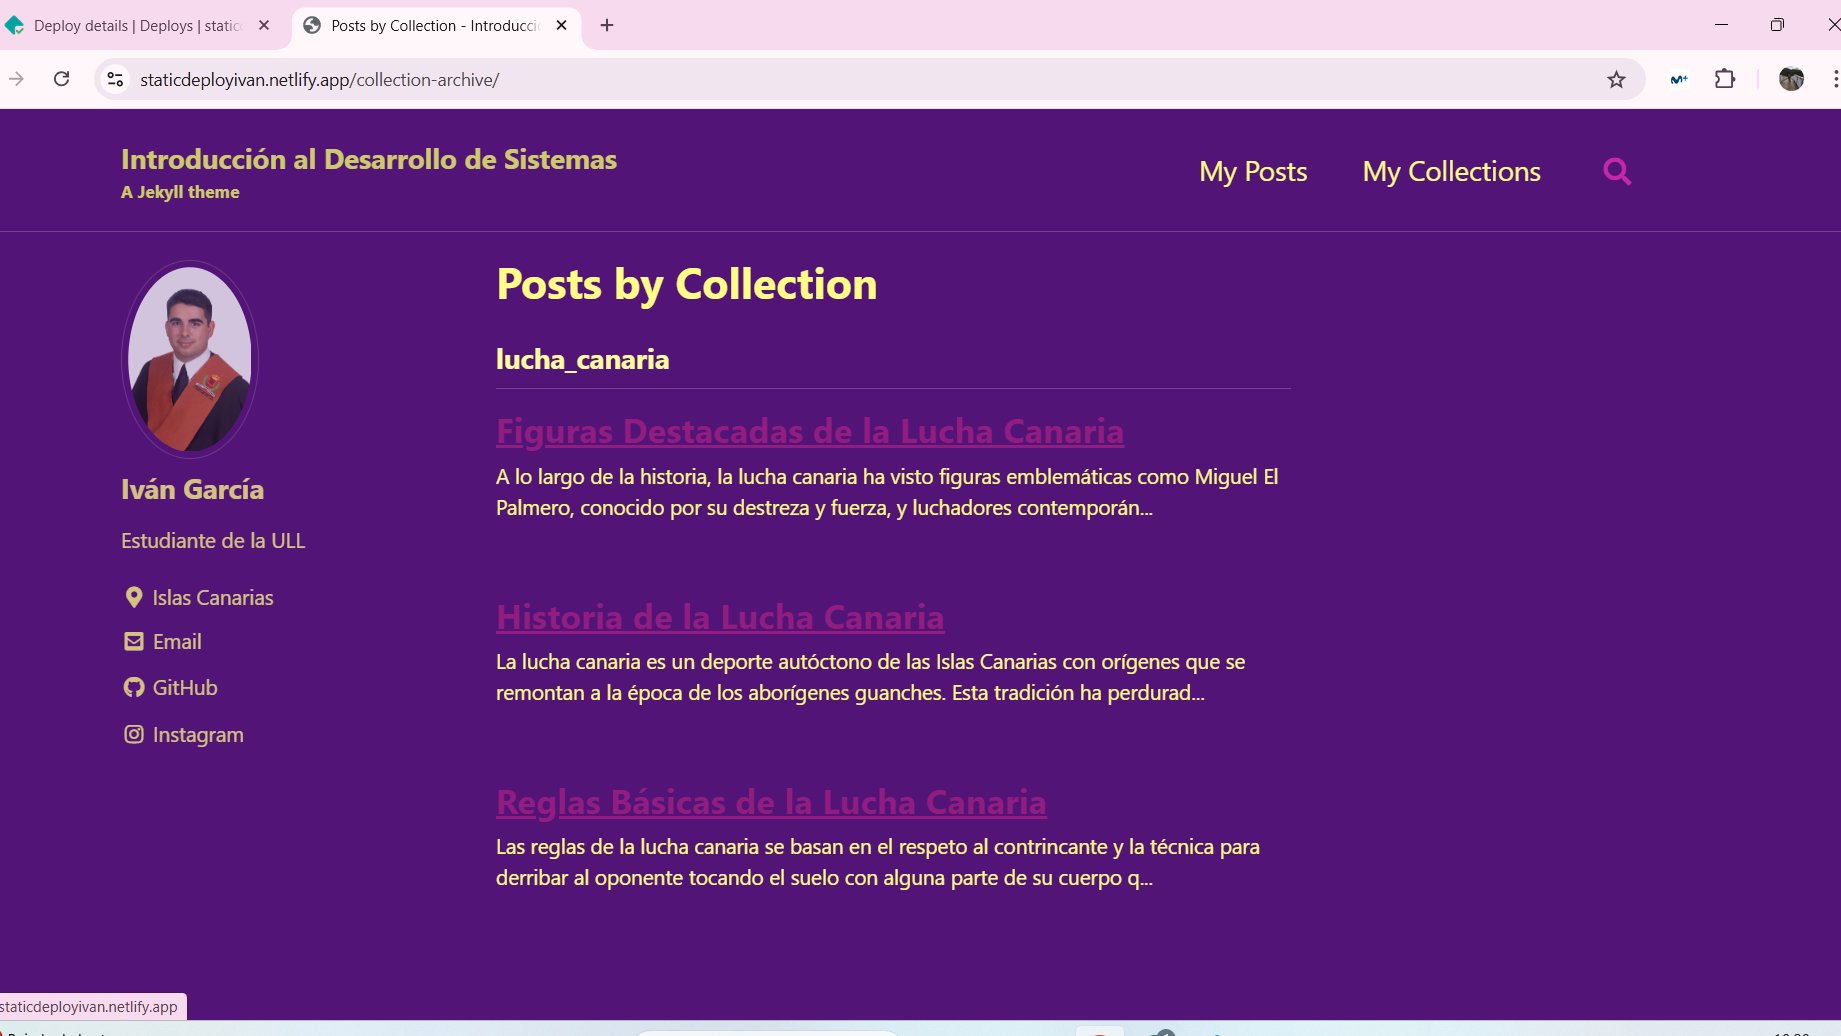 Deploy details | Deploys | static
Posts by Collection - Introducci
staticdeployivan.netlify.app/collection-archive/
M+
Introducción al Desarrollo de Sistemas
A Jekyll theme
My Posts
My Collections
Iván García
Estudiante de la ULL
Islas Canarias
Email
GitHub
Instagram
Posts by Collection
lucha_canaria
Figuras Destacadas de la Lucha Canaria
A lo largo de la historia, la lucha canaria ha visto figuras emblemáticas como Miguel El
Palmero, conocido por su destreza y fuerza, y luchadores contemporán...
Historia de la Lucha Canaria
La lucha canaria es un deporte autóctono de las Islas Canarias con orígenes que se
remontan a la época de los aborígenes guanches. Esta tradición ha perdurad...
Reglas Básicas de la Lucha Canaria
Las reglas de la lucha canaria se basan en el respeto al contrincante y la técnica para
derribar al oponente tocando el suelo con alguna parte de su cuerpo q...
staticdeployivan.netlify.app